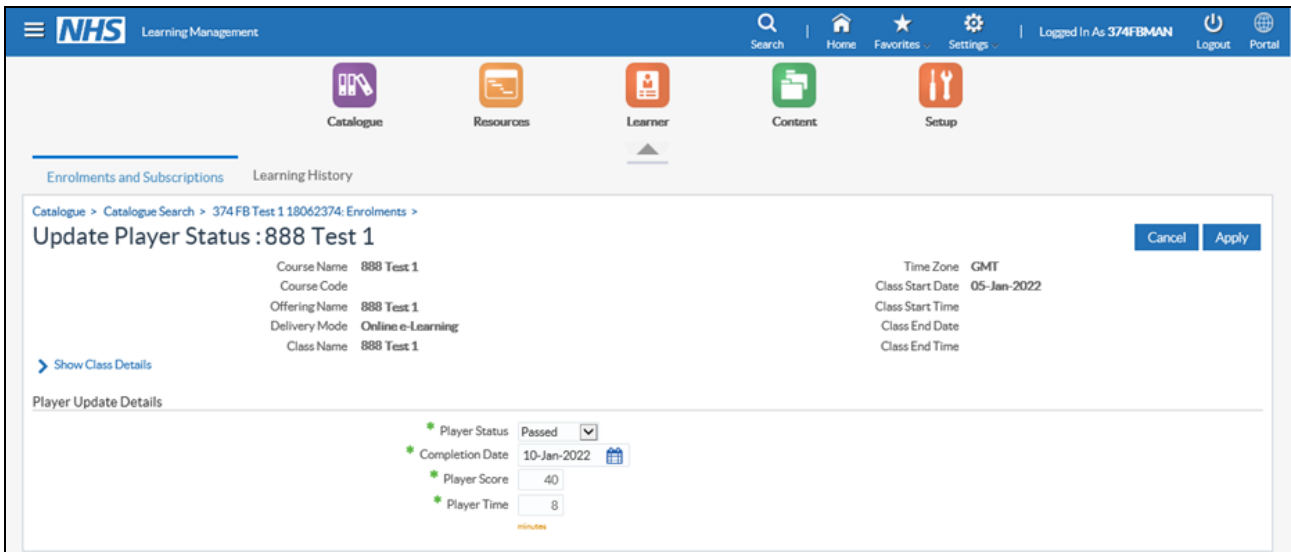 NHS Learning Management
Search | Home Favorites Settings | Logged In As 374FBMAN Logout Portal
Catalogue Resources Learner Content Setup
Enrolments and Subscriptions Learning History
Catalogue > Catalogue Search > 374 FB Test 1 18062374: Enrolments >
Update Player Status : 888 Test 1 Cancel Apply
Course Name 888 Test 1 Time Zone GMT
Course Code Class Start Date 05-Jan-2022
Offering Name 888 Test 1 Class Start Time
Delivery Mode Online e-Learning Class End Date
Class Name 888 Test 1 Class End Time
Show Class Details
Player Update Details
* Player Status Passed
* Completion Date 10-Jan-2022
* Player Score 40
* Player Time 8
minutes